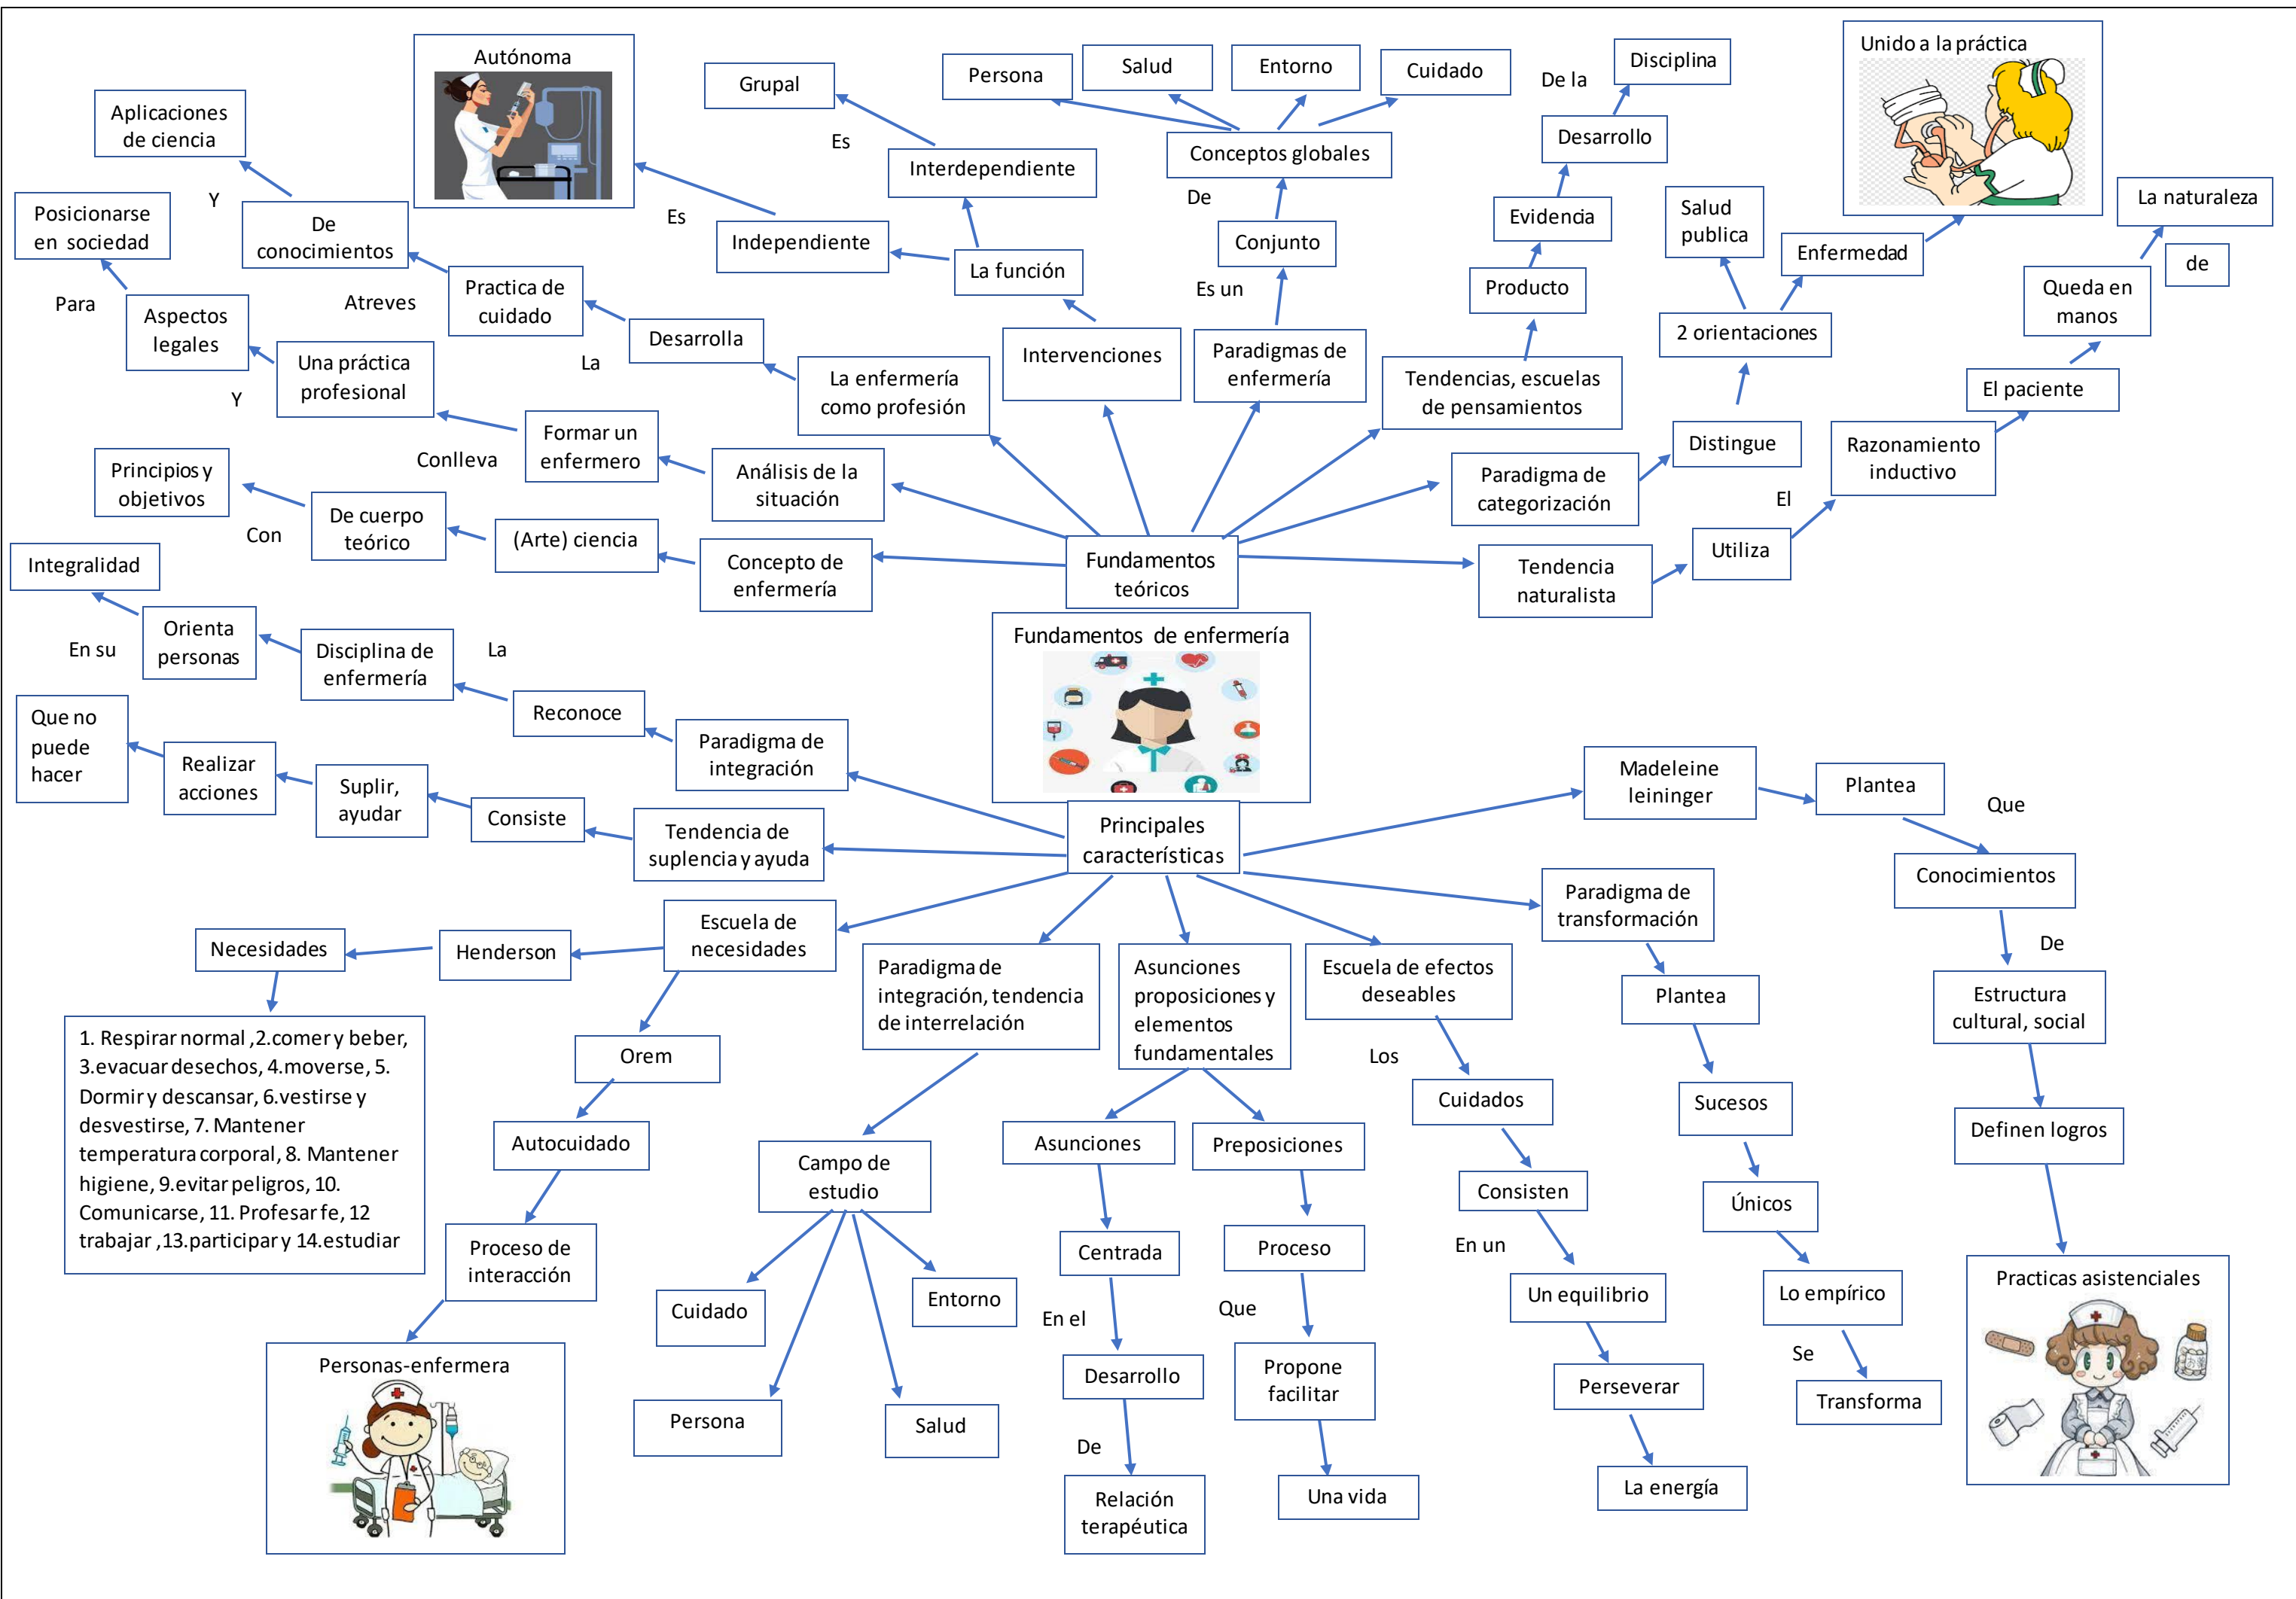 Autónoma
Grupal
Persona
Salud
Entorno
Cuidado
De la
Disciplina
Unido a la práctica
Aplicaciones
de ciencia
Es
Interdependiente
Conceptos globales
Desarrollo
Y
Posicionarse
en sociedad
De
conocimientos
Es
Independiente
La función
De
Conjunto
Evidencia
Salud
publica
Enfermedad
La naturaleza
de
Para
Aspectos
legales
Atreves
Practica de
cuidado
Es un
Producto
2 orientaciones
Queda en
manos
Y
Una práctica
profesional
La
Desarrolla
La enfermería
como profesión
Intervenciones
Paradigmas de
enfermería
Tendencias, escuelas
de pensamientos
El paciente
Principios y
objetivos
Conlleva
Formar un
enfermero
Análisis de la
situación
Paradigma de
categorización
Distingue
El
Razonamiento
inductivo
Con
De cuerpo
teórico
(Arte) ciencia
Concepto de
enfermería
Fundamentos
teóricos
Tendencia
naturalista
Utiliza
Integralidad
En su
Orienta
personas
Disciplina de
enfermería
La
Reconoce
Paradigma de
integración
Fundamentos de enfermería
Que no
puede
hacer
Realizar
acciones
Suplir,
ayudar
Consiste
Tendencia de
suplencia y ayuda
Principales
características
Madeleine
leininger
Plantea
Que
Conocimientos
De
Estructura
cultural, social
Definen logros
Practicas asistenciales
Necesidades
Henderson
Escuela de
necesidades
Paradigma de
integración, tendencia
de interrelación
Asunciones
proposiciones y
elementos
fundamentales
Escuela de efectos
deseables
Paradigma de
transformación
Plantea
1. Respirar normal ,2.comer y beber,
3.evacuar desechos, 4.moverse, 5.
Dormir y descansar, 6.vestirse y
desvestirse, 7. Mantener
temperatura corporal, 8. Mantener
higiene, 9.evitar peligros, 10.
Comunicarse, 11. Profesar fe, 12
trabajar ,13.participar y 14.estudiar
Orem
Autocuidado
Proceso de
interacción
Personas-enfermera
Campo de
estudio
Cuidado
Entorno
Persona
Salud
Asunciones
Centrada
En el
Desarrollo
De
Relación
terapéutica
Preposiciones
Proceso
Que
Propone
facilitar
Una vida
Los
Cuidados
Consisten
En un
Un equilibrio
Perseverar
La energía
Sucesos
Únicos
Lo empírico
Se
Transforma